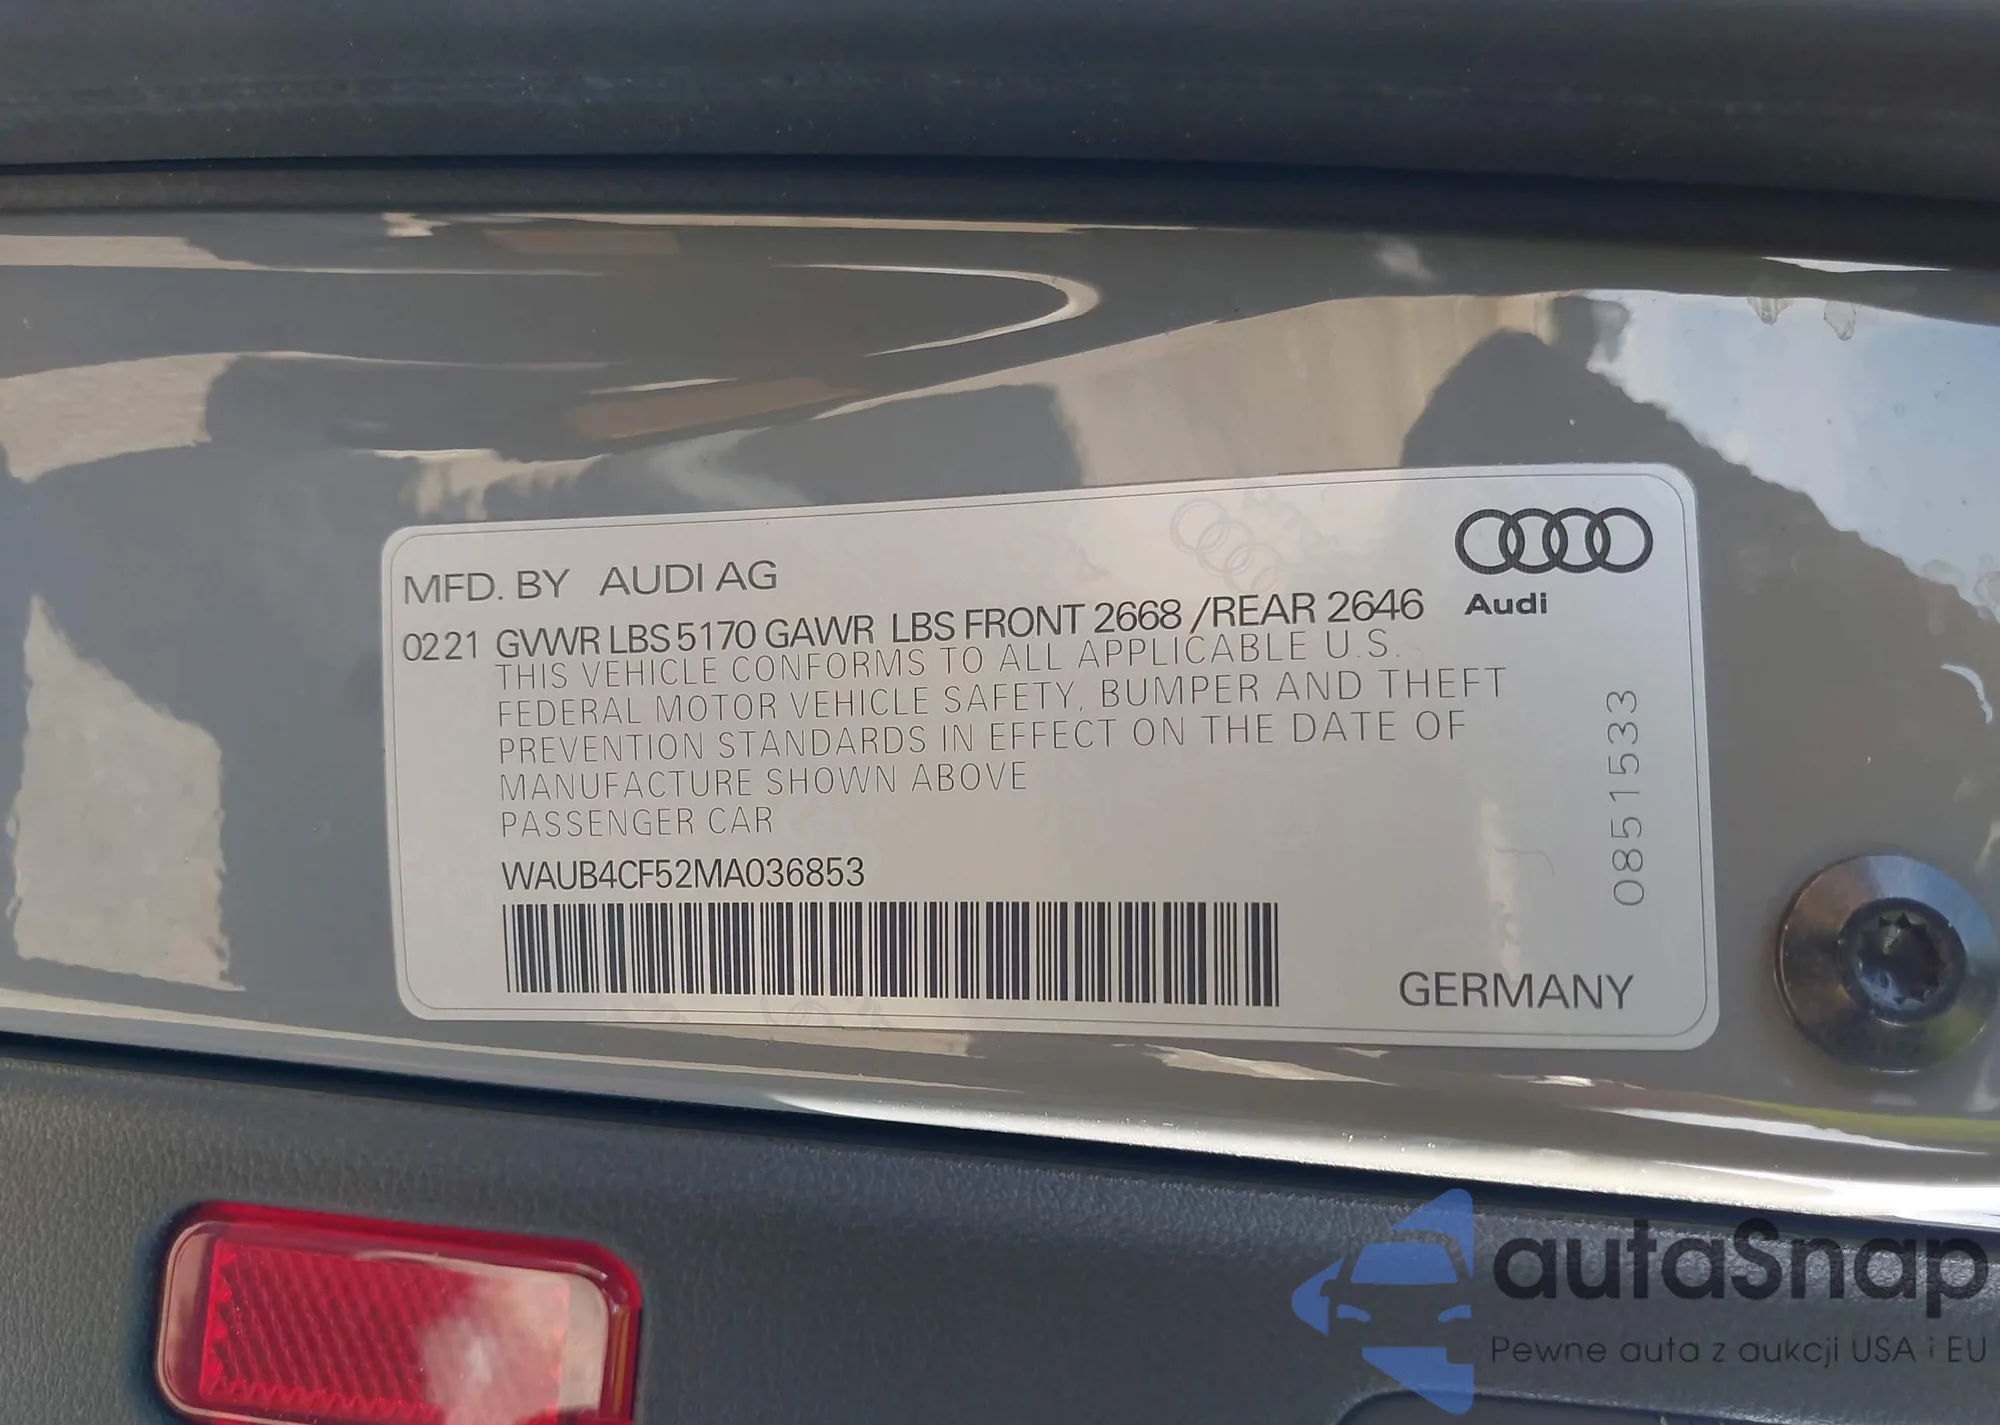 MFD. BY AUDI AG
0221 GVWR LBS 5170 GAWR LBS FRONT 2668 /REAR 2646
Audi
THIS VEHICLE CONFORMS TO ALL APPLICABLE U.S.
FEDERAL MOTOR VEHICLE SAFETY, BUMPER AND THEFT
PREVENTION STANDARDS IN EFFECT ON THE DATE OF
MANUFACTURE SHOWN ABOVE
PASSENGER CAR
WAUB4CF52MA036853
0851533
GERMANY
autaSnap
Pewne auta z aukcji USA i EU